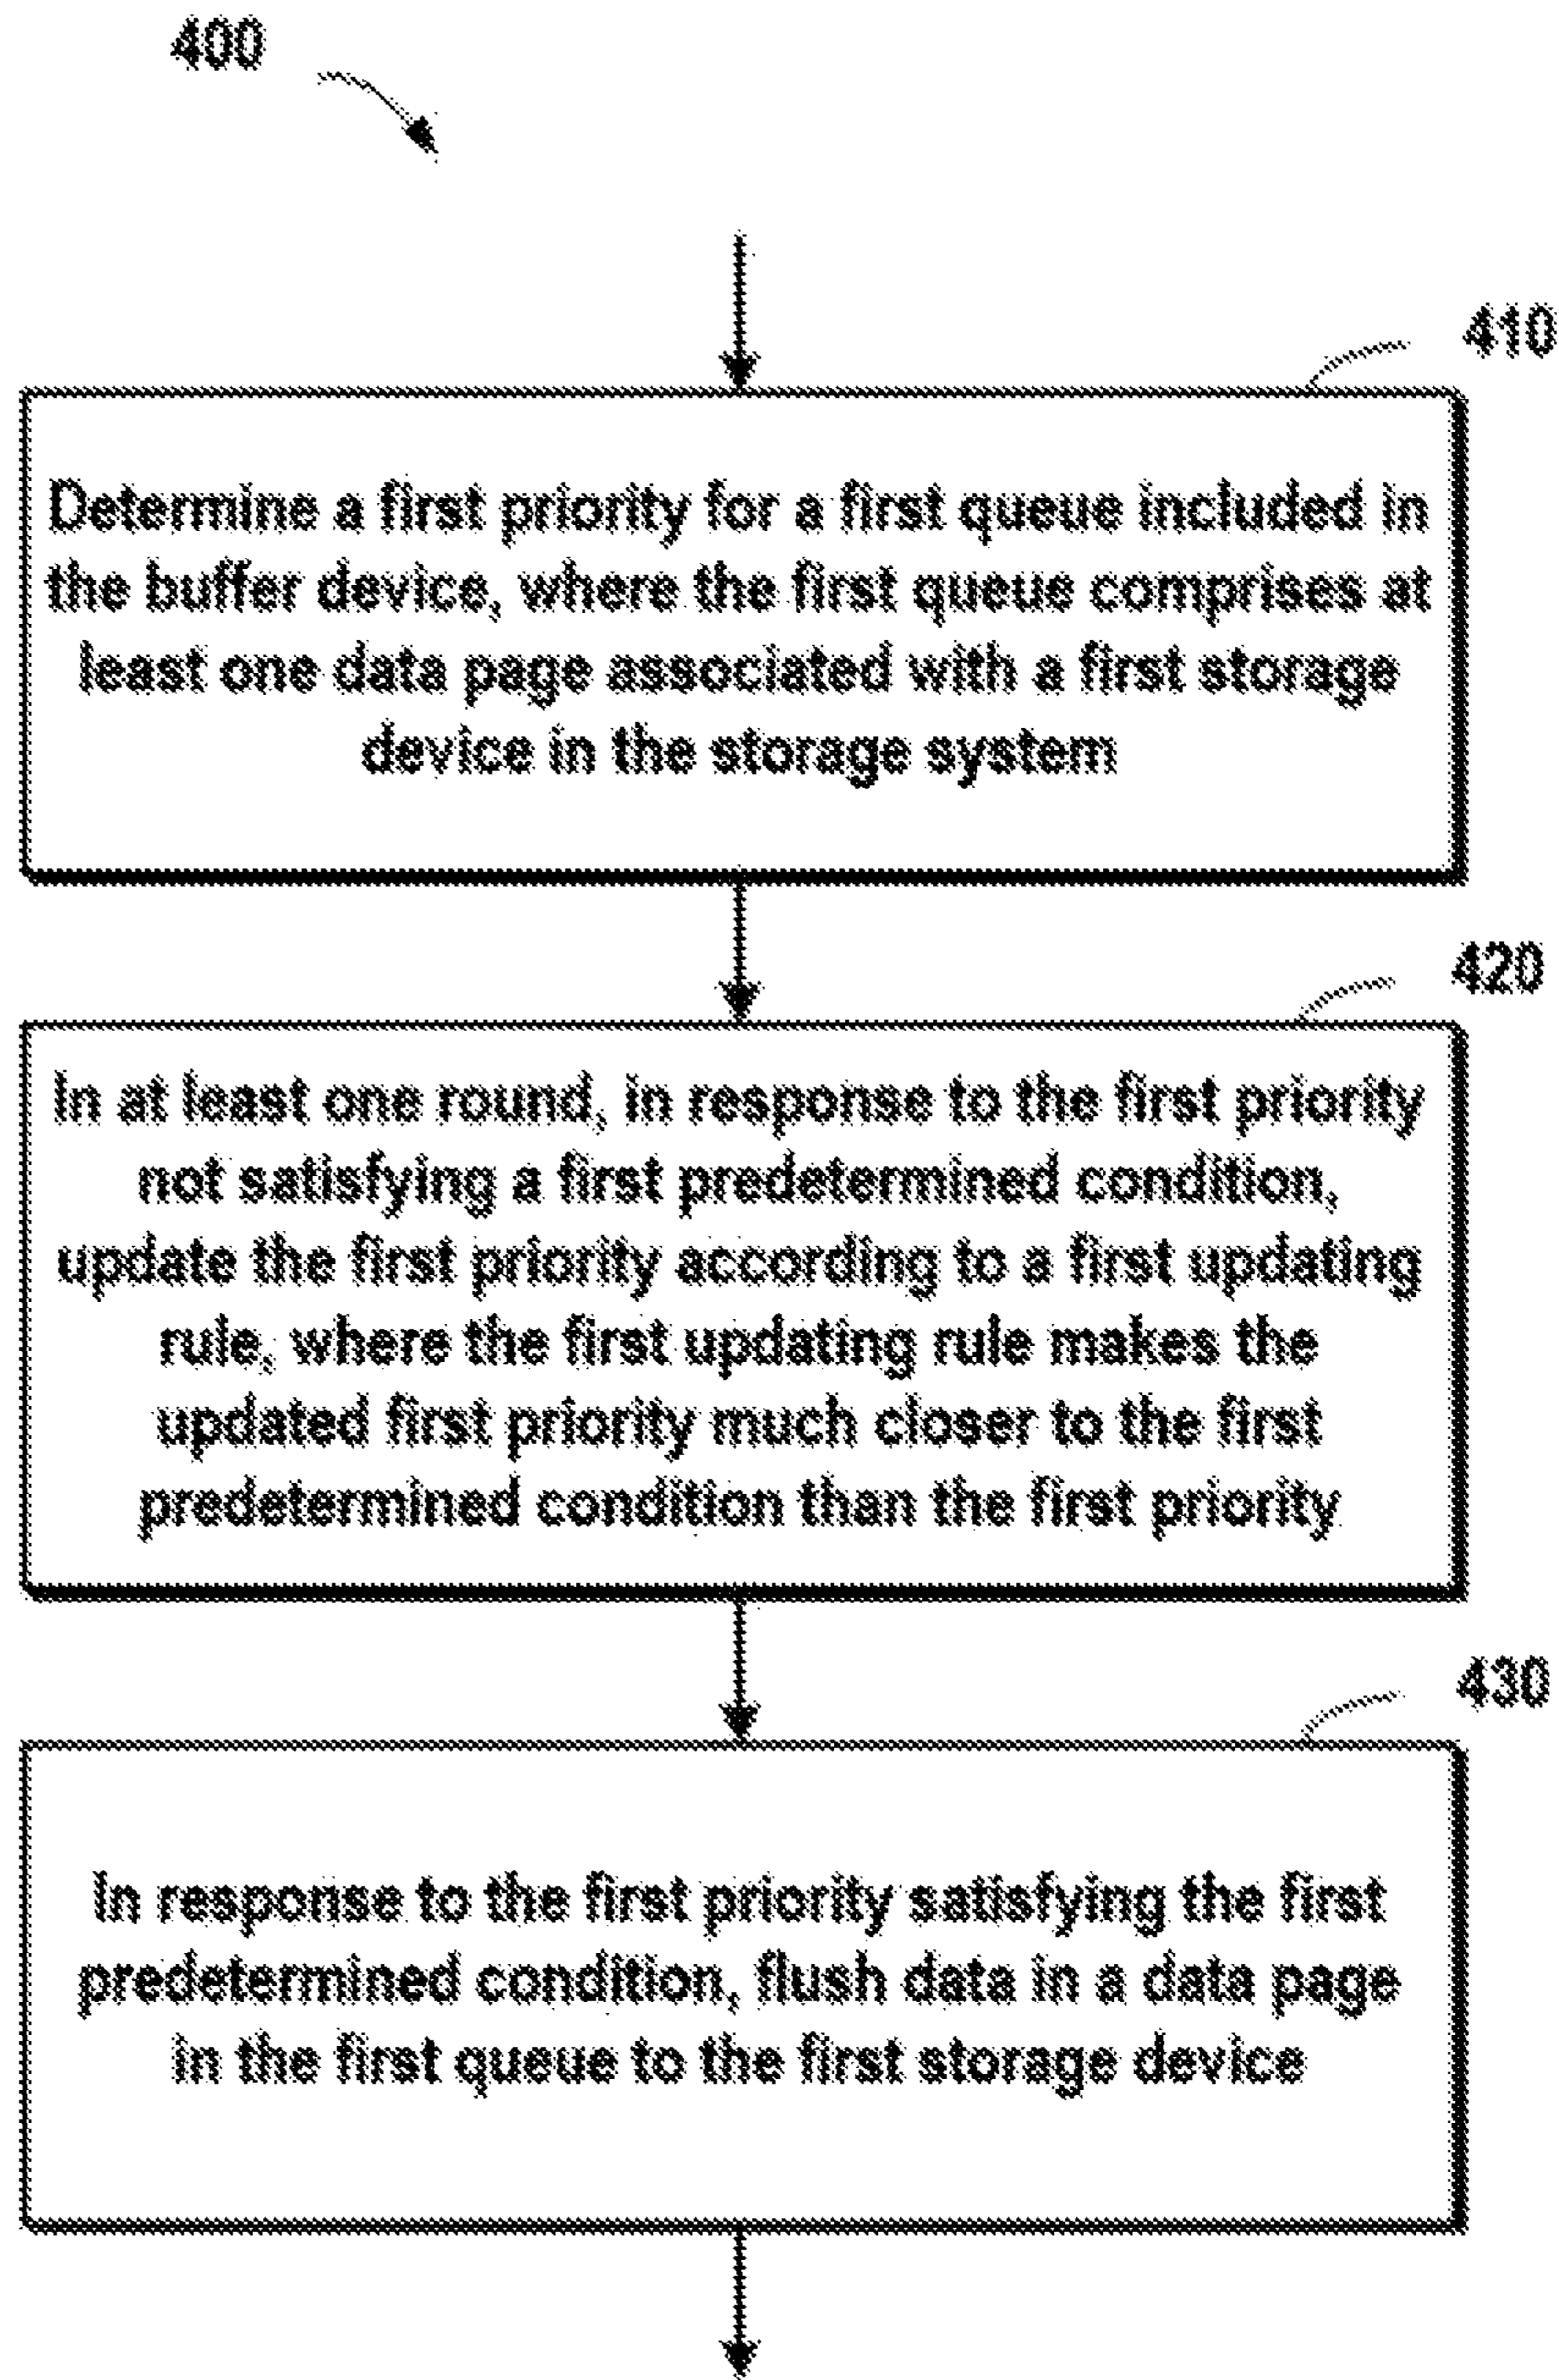 400
410
Determine a first priority for a first queue included in
the buffer device, where the first queue comprises at
least one data page associated with a first storage
device in the storage system
420
In at least one round, in response to the first priority
not satisfying a first predetermined condition,
update the first priority according to a first updating
rule, where the first updating rule makes the
updated first priority much closer to the first
predetermined condition than the first priority
430
In response to the first priority satisfying the first
predetermined condition, flush data in a data page
in the first queue to the first storage device